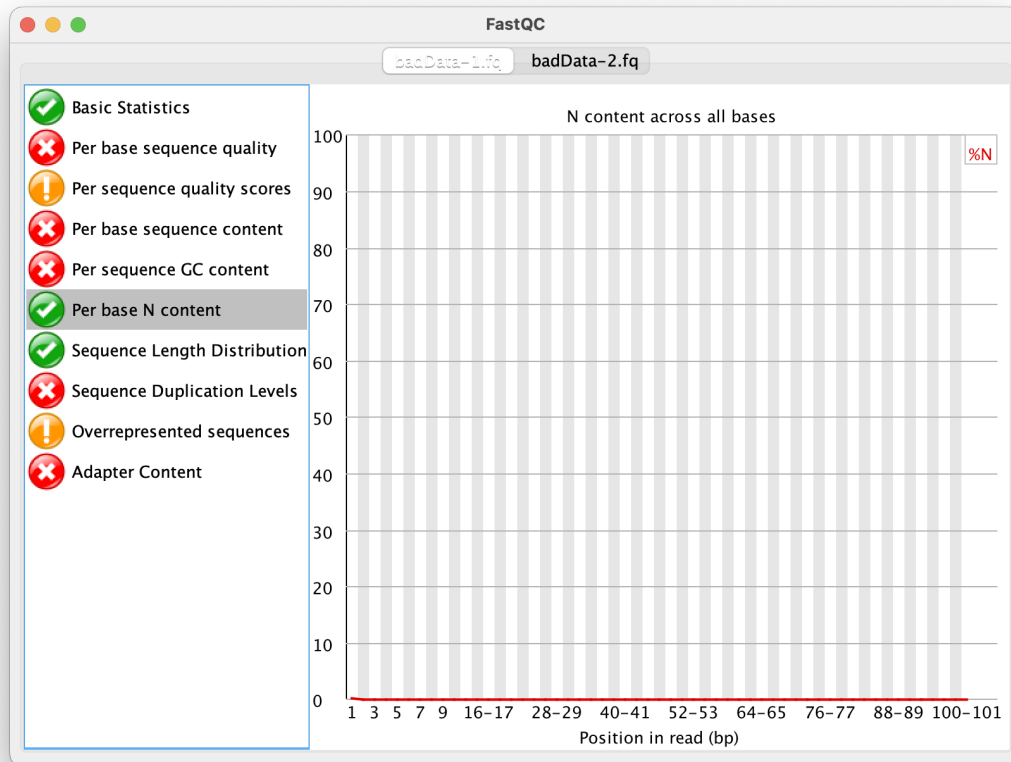 FastQC
badData-1.fq badData-2.fq
Basic Statistics
Per base sequence quality
Per sequence quality scores
Per base sequence content
Per sequence GC content
Per base N content
Sequence Length Distribution
Sequence Duplication Levels
Overrepresented sequences
Adapter Content
N content across all bases
%N
100
90
80
70
60
50
40
30
20
10
0
1 3 5 7 9 16-17 28-29 40-41 52-53 64-65 76-77 88-89 100-101
Position in read (bp)